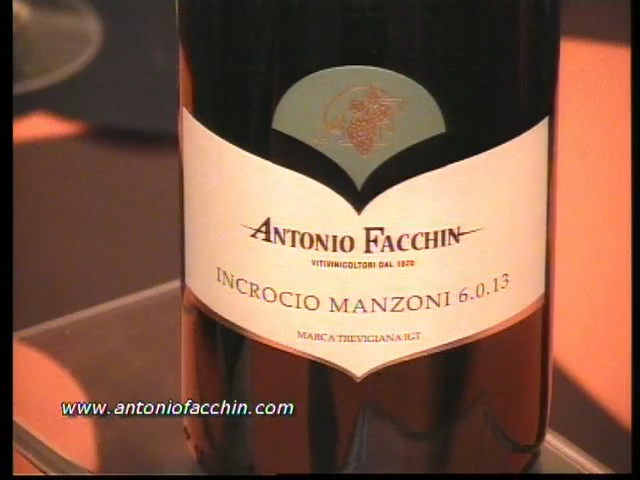 ANTONIO FACCHIN
VITIVINICOLTORI DAL 1870
INCROCIO MANZONI 6.0.13
MARCA TREVIGIANA IGT
www.antoniofacchin.com